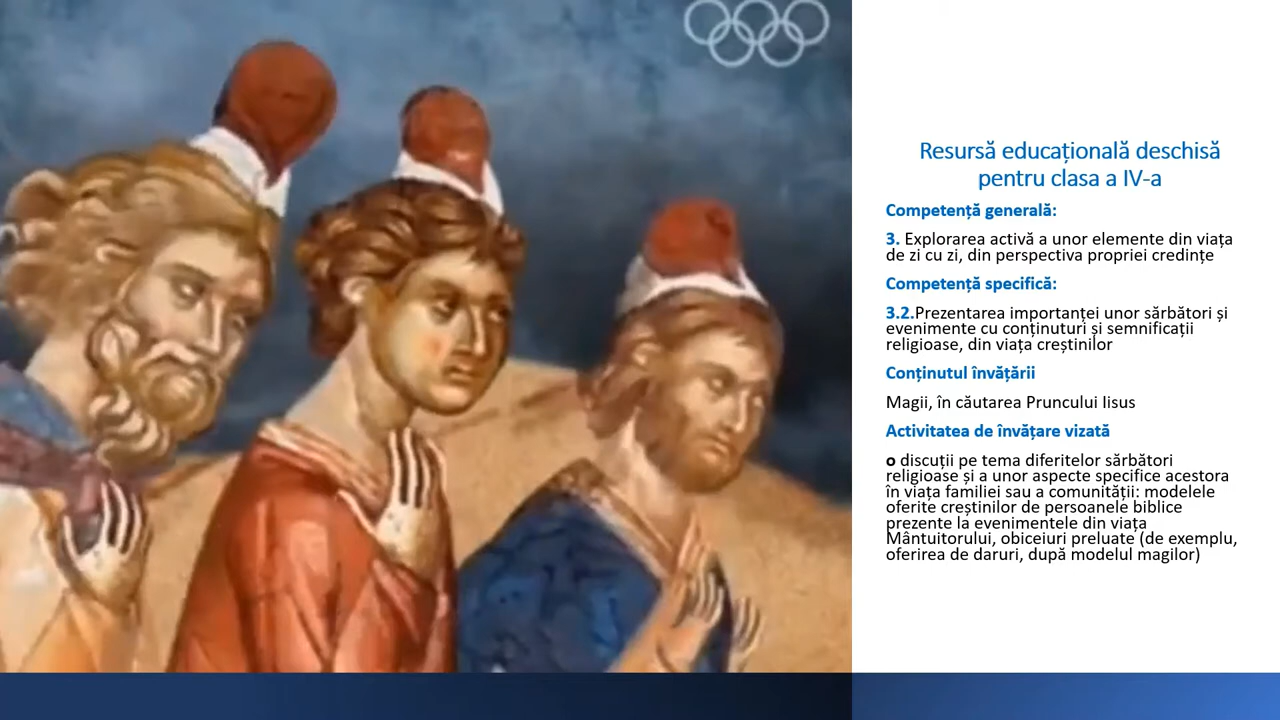 Resursă educațională deschisă
pentru clasa a IV-a
Competență generală:
3. Explorarea activă a unor elemente din viața
de zi cu zi, din perspectiva propriei credințe
Competență specifică:
3.2.Prezentarea importanței unor sărbători și
evenimente cu conținuturi și semnificații
religioase, din viața creștinilor
Conținutul învățării
Magii, în căutarea Pruncului Iisus
Activitatea de învățare vizată
o discuții pe tema diferitelor sărbători
religioase și a unor aspecte specifice acestora
în viața familiei sau a comunității: modelele
oferite creștinilor de persoanele biblice
prezente la evenimentele din viața
Mântuitorului, obiceiuri preluate (de exemplu,
oferirea de daruri, după modelul magilor)